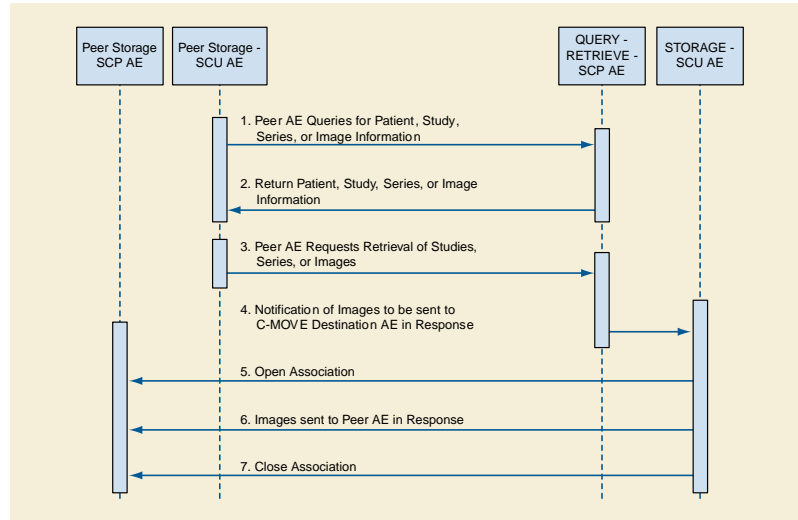 Peer Storage
SCP AE
Peer Storage -
SCU AE
QUERY -
RETRIEVE -
SCP AE
STORAGE -
SCU AE
1. Peer AE Queries for Patient, Study,
Series, or Image Information
2. Return Patient, Study, Series, or Image
Information
3. Peer AE Requests Retrieval of Studies,
Series, or Images
4. Notification of Images to be sent to
C-MOVE Destination AE in Response
5. Open Association
6. Images sent to Peer AE in Response
7. Close Association